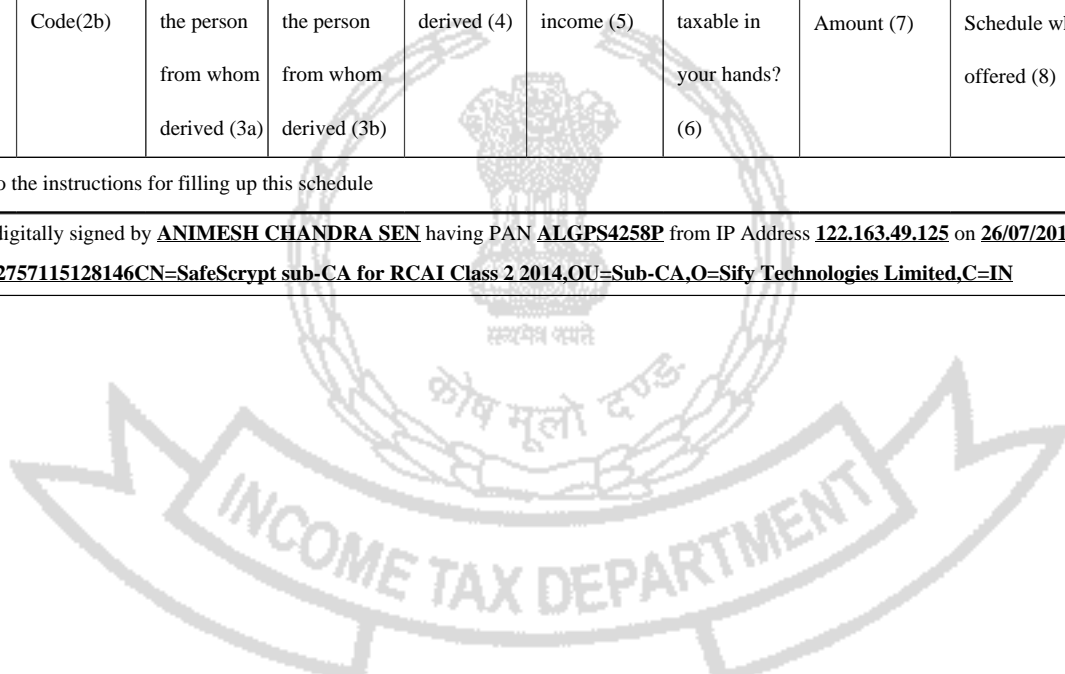 Code(2b) the person the person derived (4) income (5) taxable in Amount (7) Schedule wh
from whom from whom your hands? offered (8)
derived (3a) derived (3b) (6)
o the instructions for filling up this schedule
digitally signed by ANIMESH CHANDRA SEN having PAN ALGPS4258P from IP Address 122.163.49.125 on 26/07/201
2757115128146CN=SafeScrypt sub-CA for RCAI Class 2 2014,OU=Sub-CA,O=Sify Technologies Limited,C=IN
सत्यमेव जयते
कोष मूलो दण्ड:
INCOME TAX DEPARTMENT